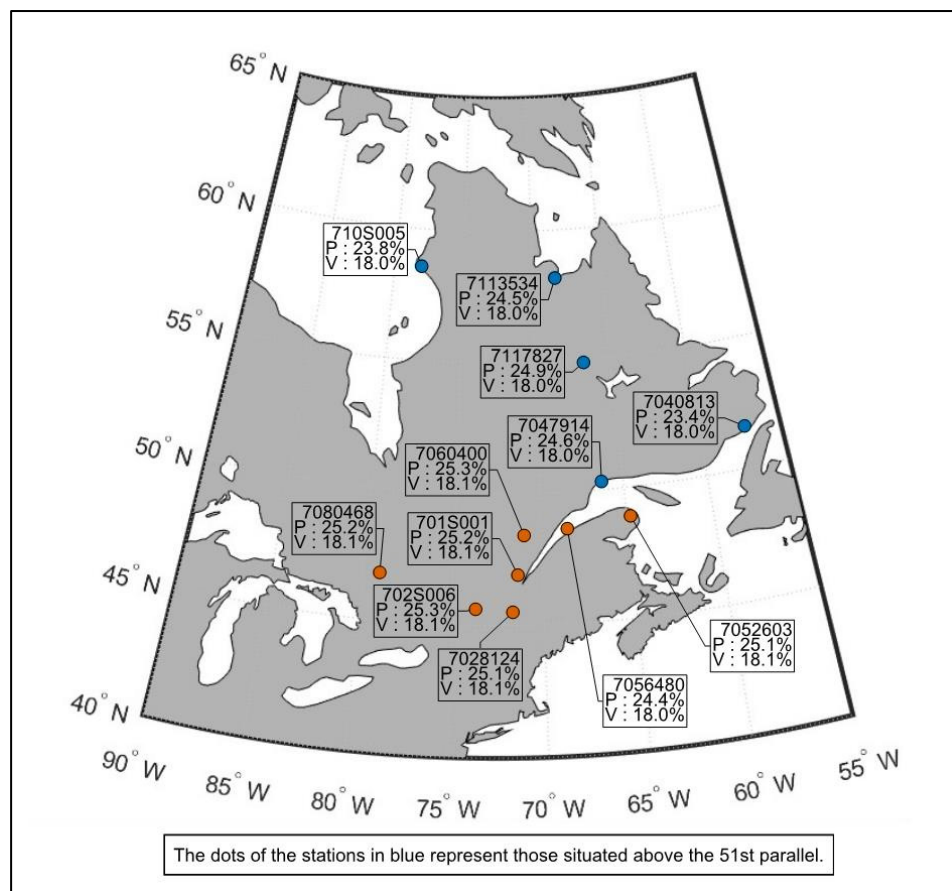 65° N
60° N
55° N
50° N
45° N
40° N
710S005
P : 23.8%
V : 18.0%
7113534
P : 24.5%
V : 18.0%
7117827
P : 24.9%
V : 18.0%
7040813
P : 23.4%
V : 18.0%
7047914
P : 24.6%
V : 18.0%
7060400
P : 25.3%
V : 18.1%
7080468
P : 25.2%
V : 18.1%
701S001
P : 25.2%
V : 18.1%
702S006
P : 25.3%
V : 18.1%
7028124
P : 25.1%
V : 18.1%
7052603
P : 25.1%
V : 18.1%
7056480
P : 24.4%
V : 18.0%
90° W
85° W
80° W
75° W
70° W
65° W
60° W
55° W
The dots of the stations in blue represent those situated above the 51st parallel.